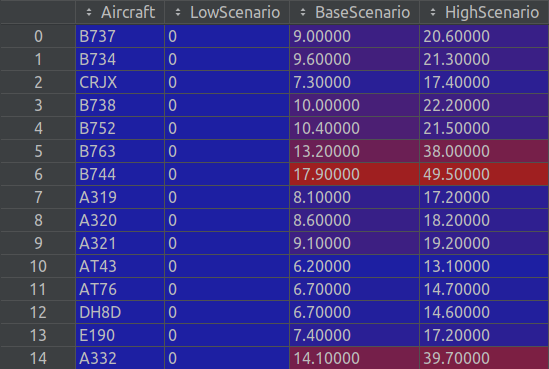 Aircraft LowScenario BaseScenario HighScenario
0 B737 0 9.00000 20.60000
1 B734 0 9.60000 21.30000
2 CRJX 0 7.30000 17.40000
3 B738 0 10.00000 22.20000
4 B752 0 10.40000 21.50000
5 B763 0 13.20000 38.00000
6 B744 0 17.90000 49.50000
7 A319 0 8.10000 17.20000
8 A320 0 8.60000 18.20000
9 A321 0 9.10000 19.20000
10 AT43 0 6.20000 13.10000
11 AT76 0 6.70000 14.70000
12 DH8D 0 6.70000 14.60000
13 E190 0 7.40000 17.20000
14 A332 0 14.10000 39.70000